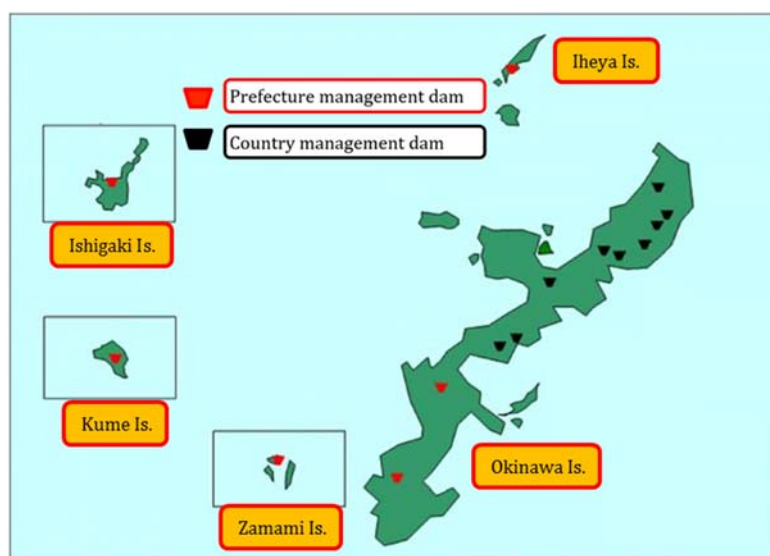 Iheya Is.
Prefecture management dam
Country management dam
Ishigaki Is.
Kume Is.
Okinawa Is.
Zamami Is.